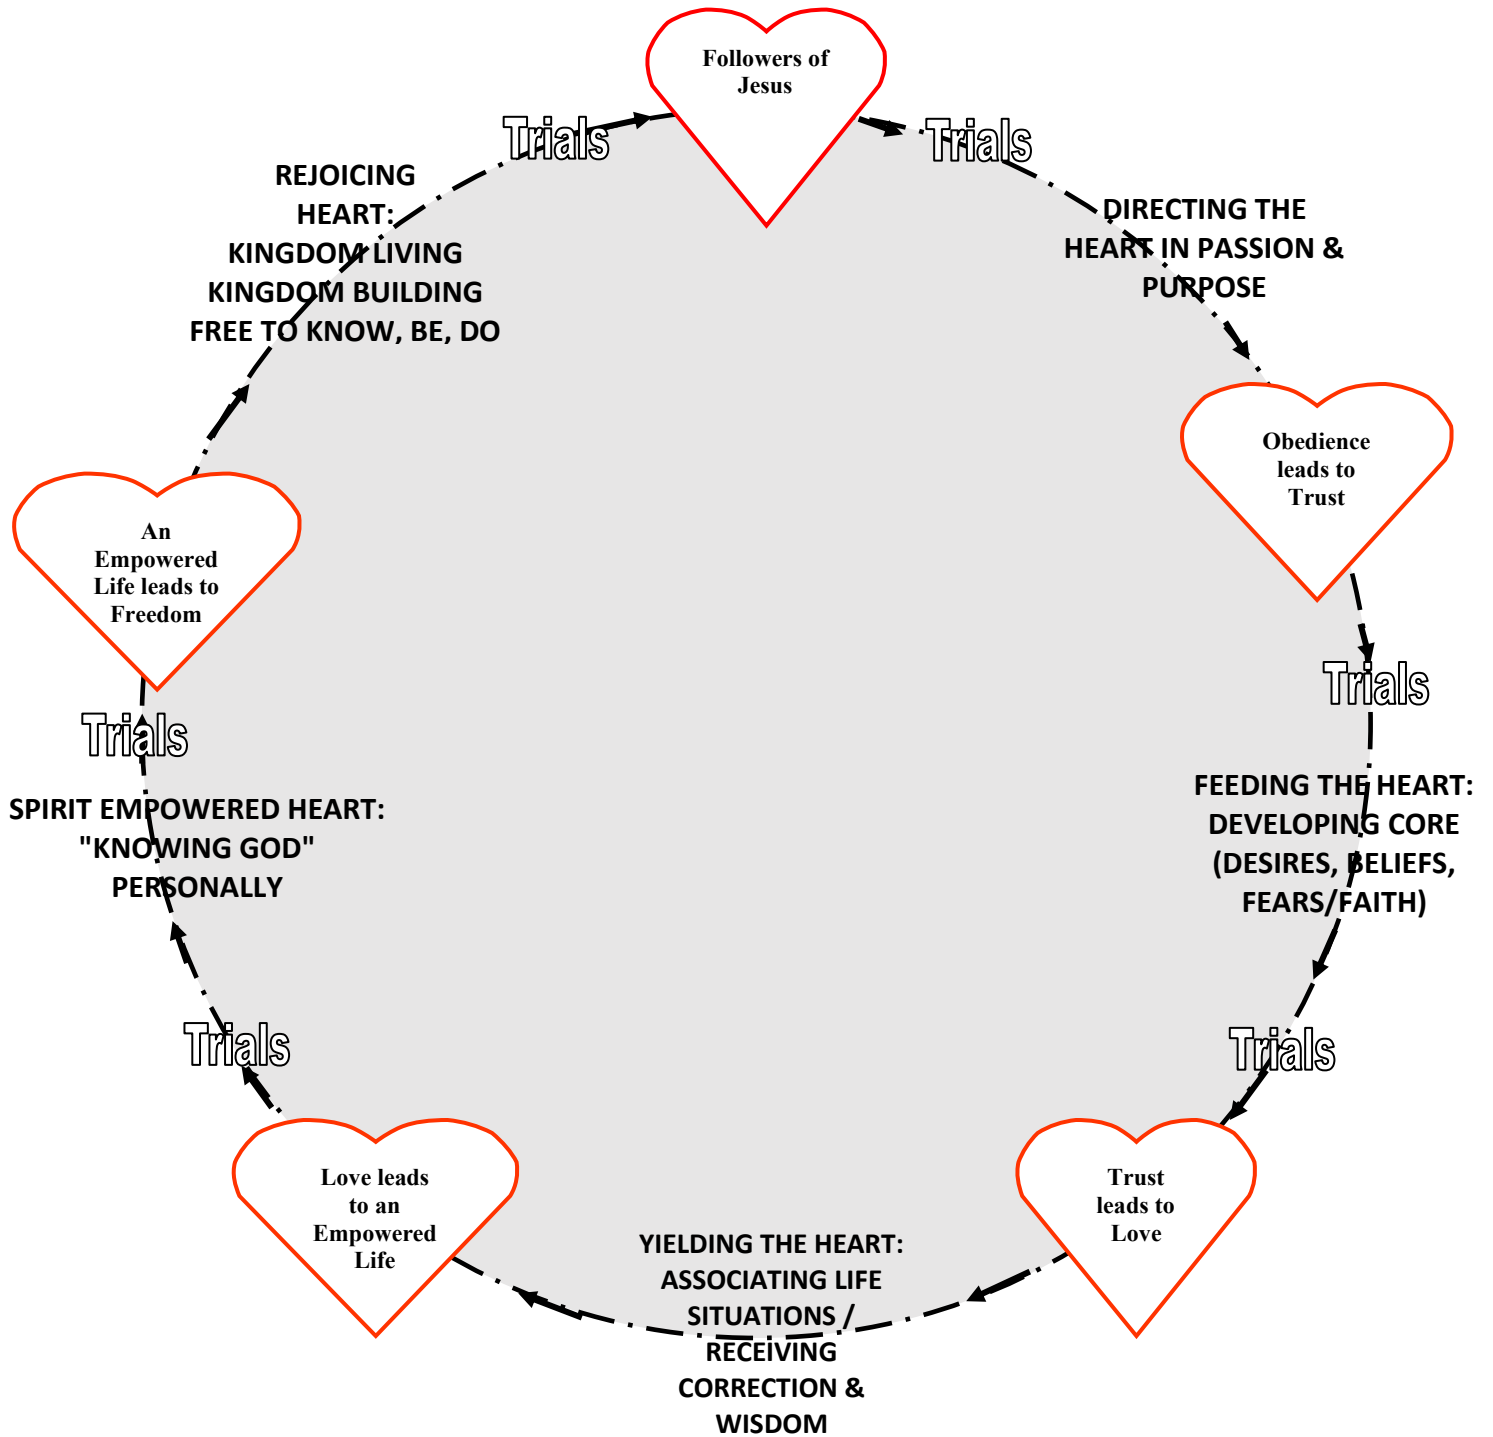 Followers of
Jesus
Trials
DIRECTING THE
HEART IN PASSION &
PURPOSE
Obedience
leads to
Trust
Trials
FEEDING THE HEART:
DEVELOPING CORE
(DESIRES, BELIEFS,
FEARS/FAITH)
Trials
Trust
leads to
Love
YIELDING THE HEART:
ASSOCIATING LIFE
SITUATIONS /
RECEIVING
CORRECTION &
WISDOM
Love leads
to an
Empowered
Life
Trials
SPIRIT EMPOWERED HEART:
"KNOWING GOD"
PERSONALLY
Trials
An
Empowered
Life leads to
Freedom
REJOICING
HEART:
KINGDOM LIVING
KINGDOM BUILDING
FREE TO KNOW, BE, DO
Trials